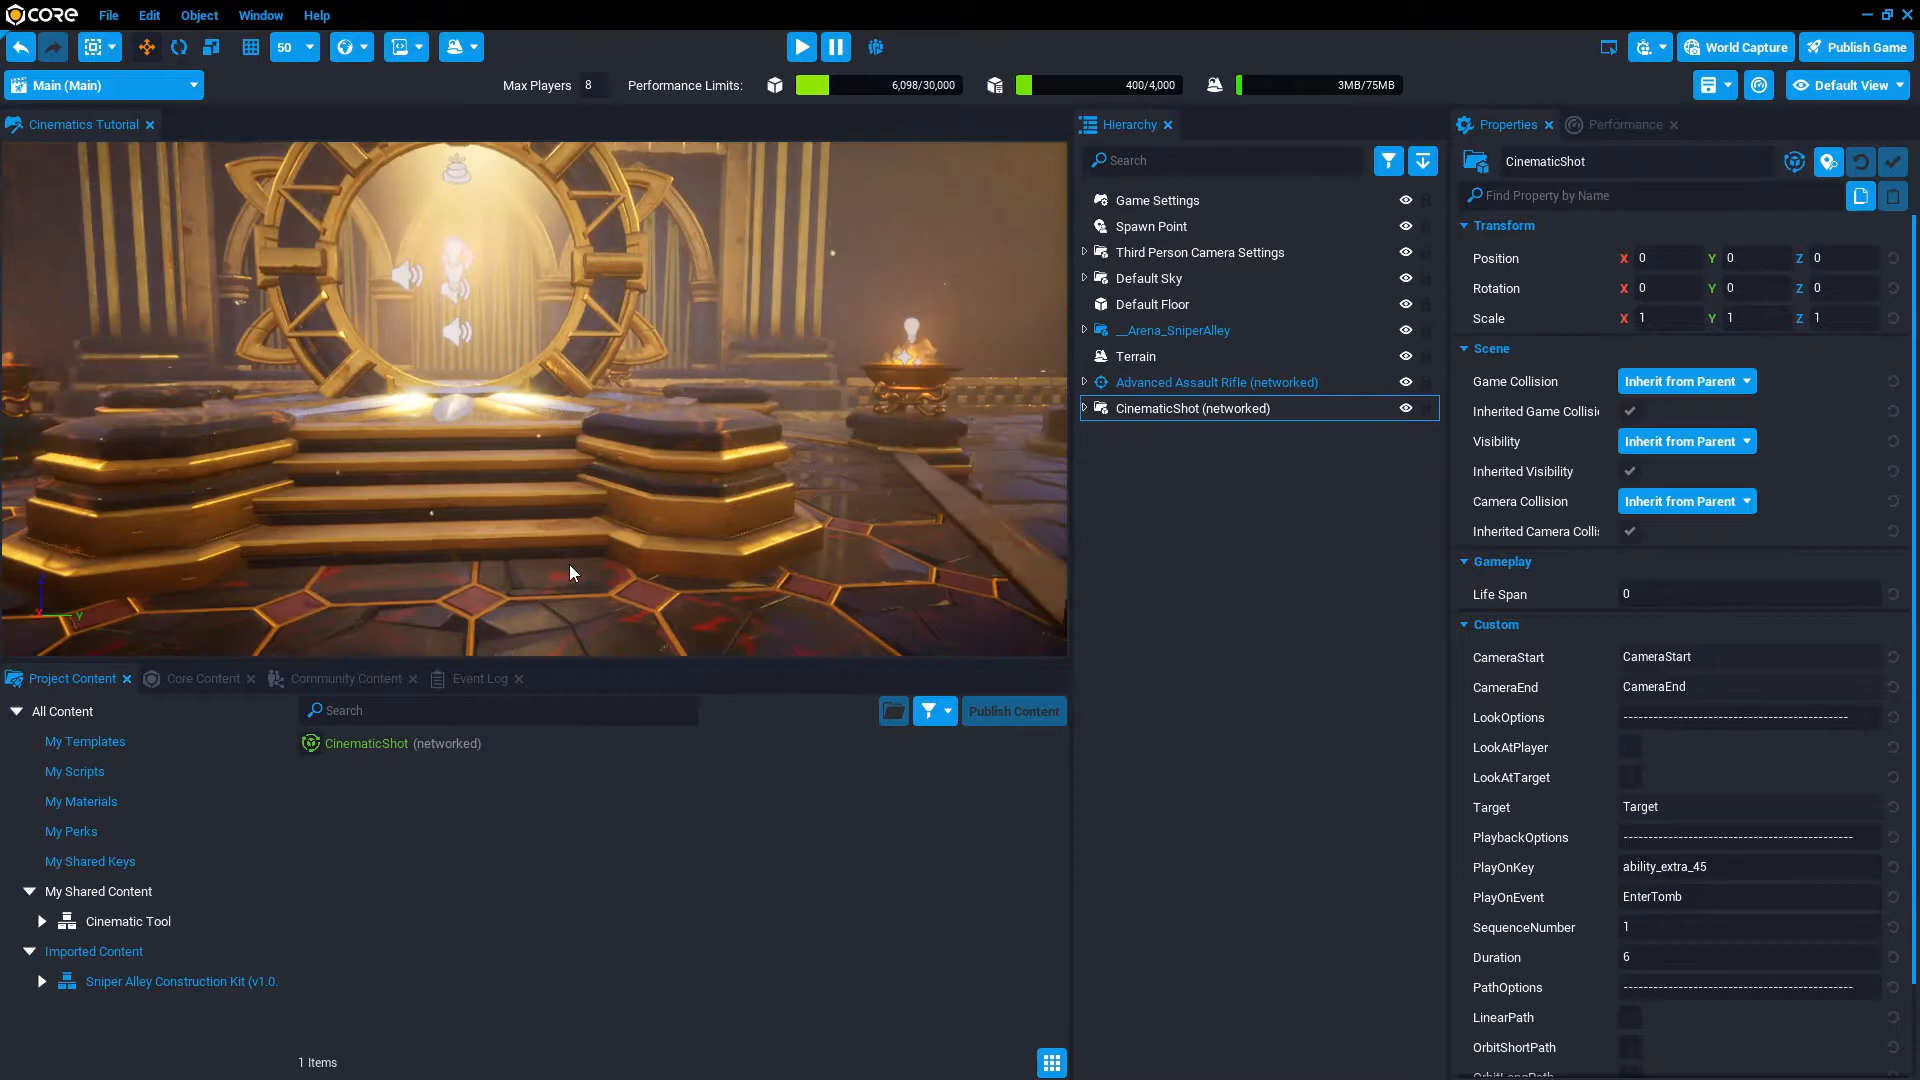 CORE File Edit Object Window Help
50 World Capture Publish Game
Main (Main) Max Players 8 Performance Limits: 6,098/30,000 400/4,000 3MB/75MB Default View
Cinematics Tutorial
Hierarchy
Search
Game Settings
Spawn Point
Third Person Camera Settings
Default Sky
Default Floor
__Arena_SniperAlley
Terrain
Advanced Assault Rifle (networked)
CinematicShot (networked)
Properties Performance
CinematicShot
Find Property by Name
Transform
Position X 0 Y 0 Z 0
Rotation X 0 Y 0 Z 0
Scale X 1 Y 1 Z 1
Scene
Game Collision Inherit from Parent
Inherited Game Collisi
Visibility Inherit from Parent
Inherited Visibility
Camera Collision Inherit from Parent
Inherited Camera Colli
Gameplay
Life Span 0
Custom
CameraStart CameraStart
CameraEnd CameraEnd
LookOptions ---------------------------------------------
LookAtPlayer
LookAtTarget
Target Target
PlaybackOptions ----------------------------------------------
PlayOnKey ability_extra_45
PlayOnEvent EnterTomb
SequenceNumber 1
Duration 6
PathOptions ----------------------------------------------
LinearPath
OrbitShortPath
OrbitLongPath
Z
X Y
Project Content Core Content Community Content Event Log
All Content
My Templates
My Scripts
My Materials
My Perks
My Shared Keys
My Shared Content
Cinematic Tool
Imported Content
Sniper Alley Construction Kit (v1.0.
Search Publish Content
CinematicShot (networked)
1 Items